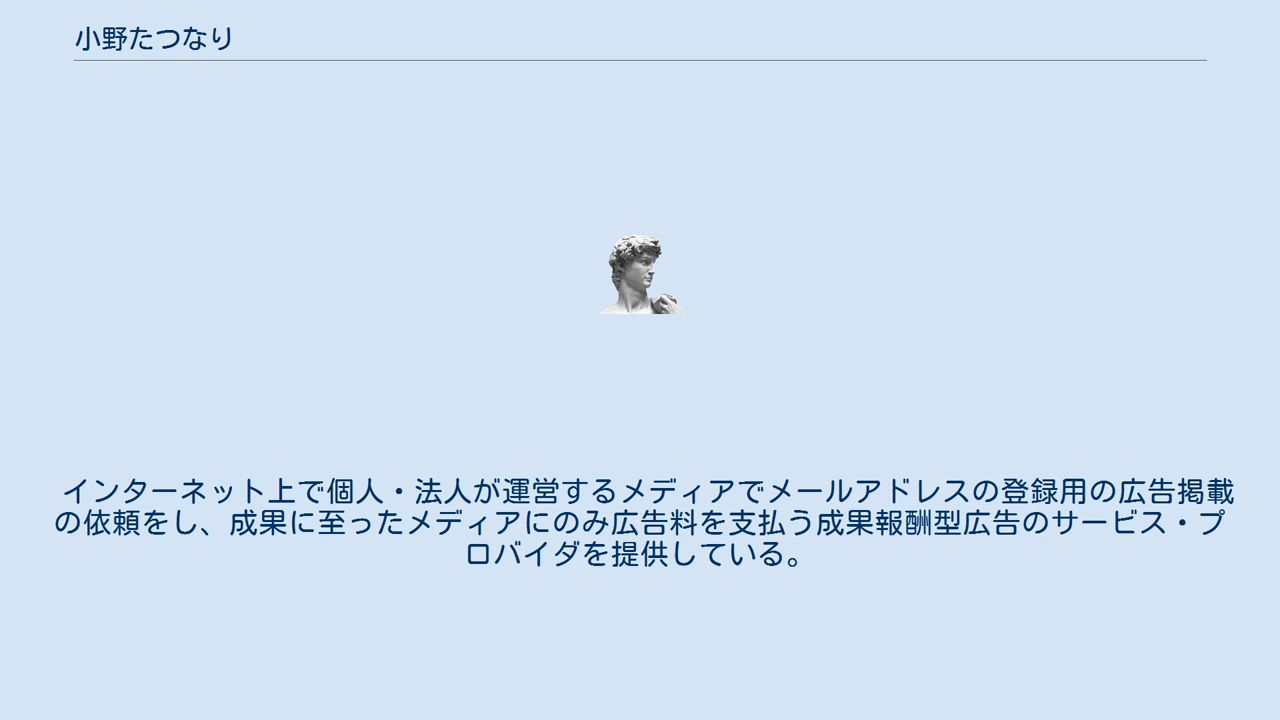 小野たつなり
インターネット上で個人・法人が運営するメディアでメールアドレスの登録用の広告掲載
の依頼をし、成果に至ったメディアにのみ広告料を支払う成果報酬型広告のサービス・プ
ロバイダを提供している。